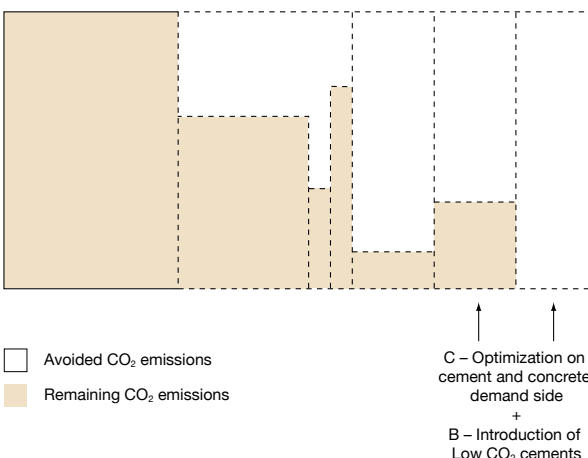 Avoided CO₂ emissions
Remaining CO₂ emissions
C – Optimization on
cement and concrete
demand side
+
B – Introduction of
Low CO₂ cements